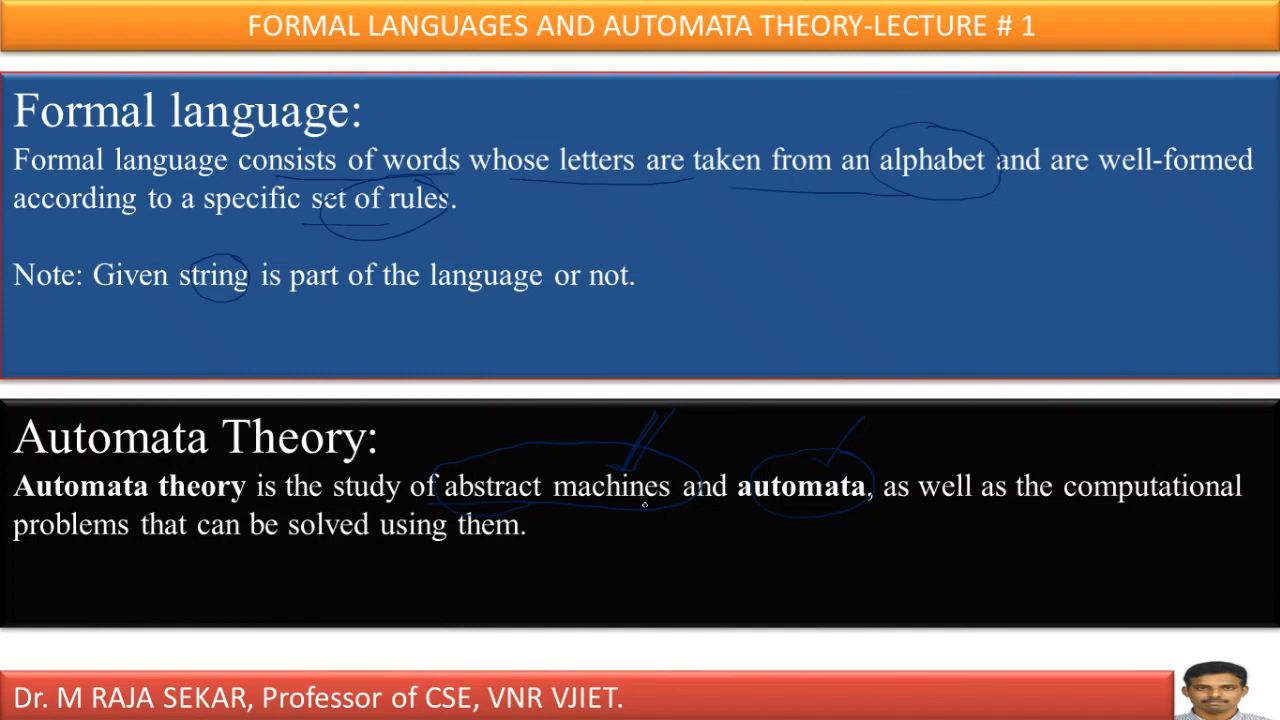 FORMAL LANGUAGES AND AUTOMATA THEORY-LECTURE # 1
Formal language:
Formal language consists of words whose letters are taken from an alphabet and are well-formed
according to a specific set of rules.
Note: Given string is part of the language or not.
Automata Theory:
Automata theory is the study of abstract machines and automata, as well as the computational
problems that can be solved using them.
Dr. M RAJA SEKAR, Professor of CSE, VNR VJIET.